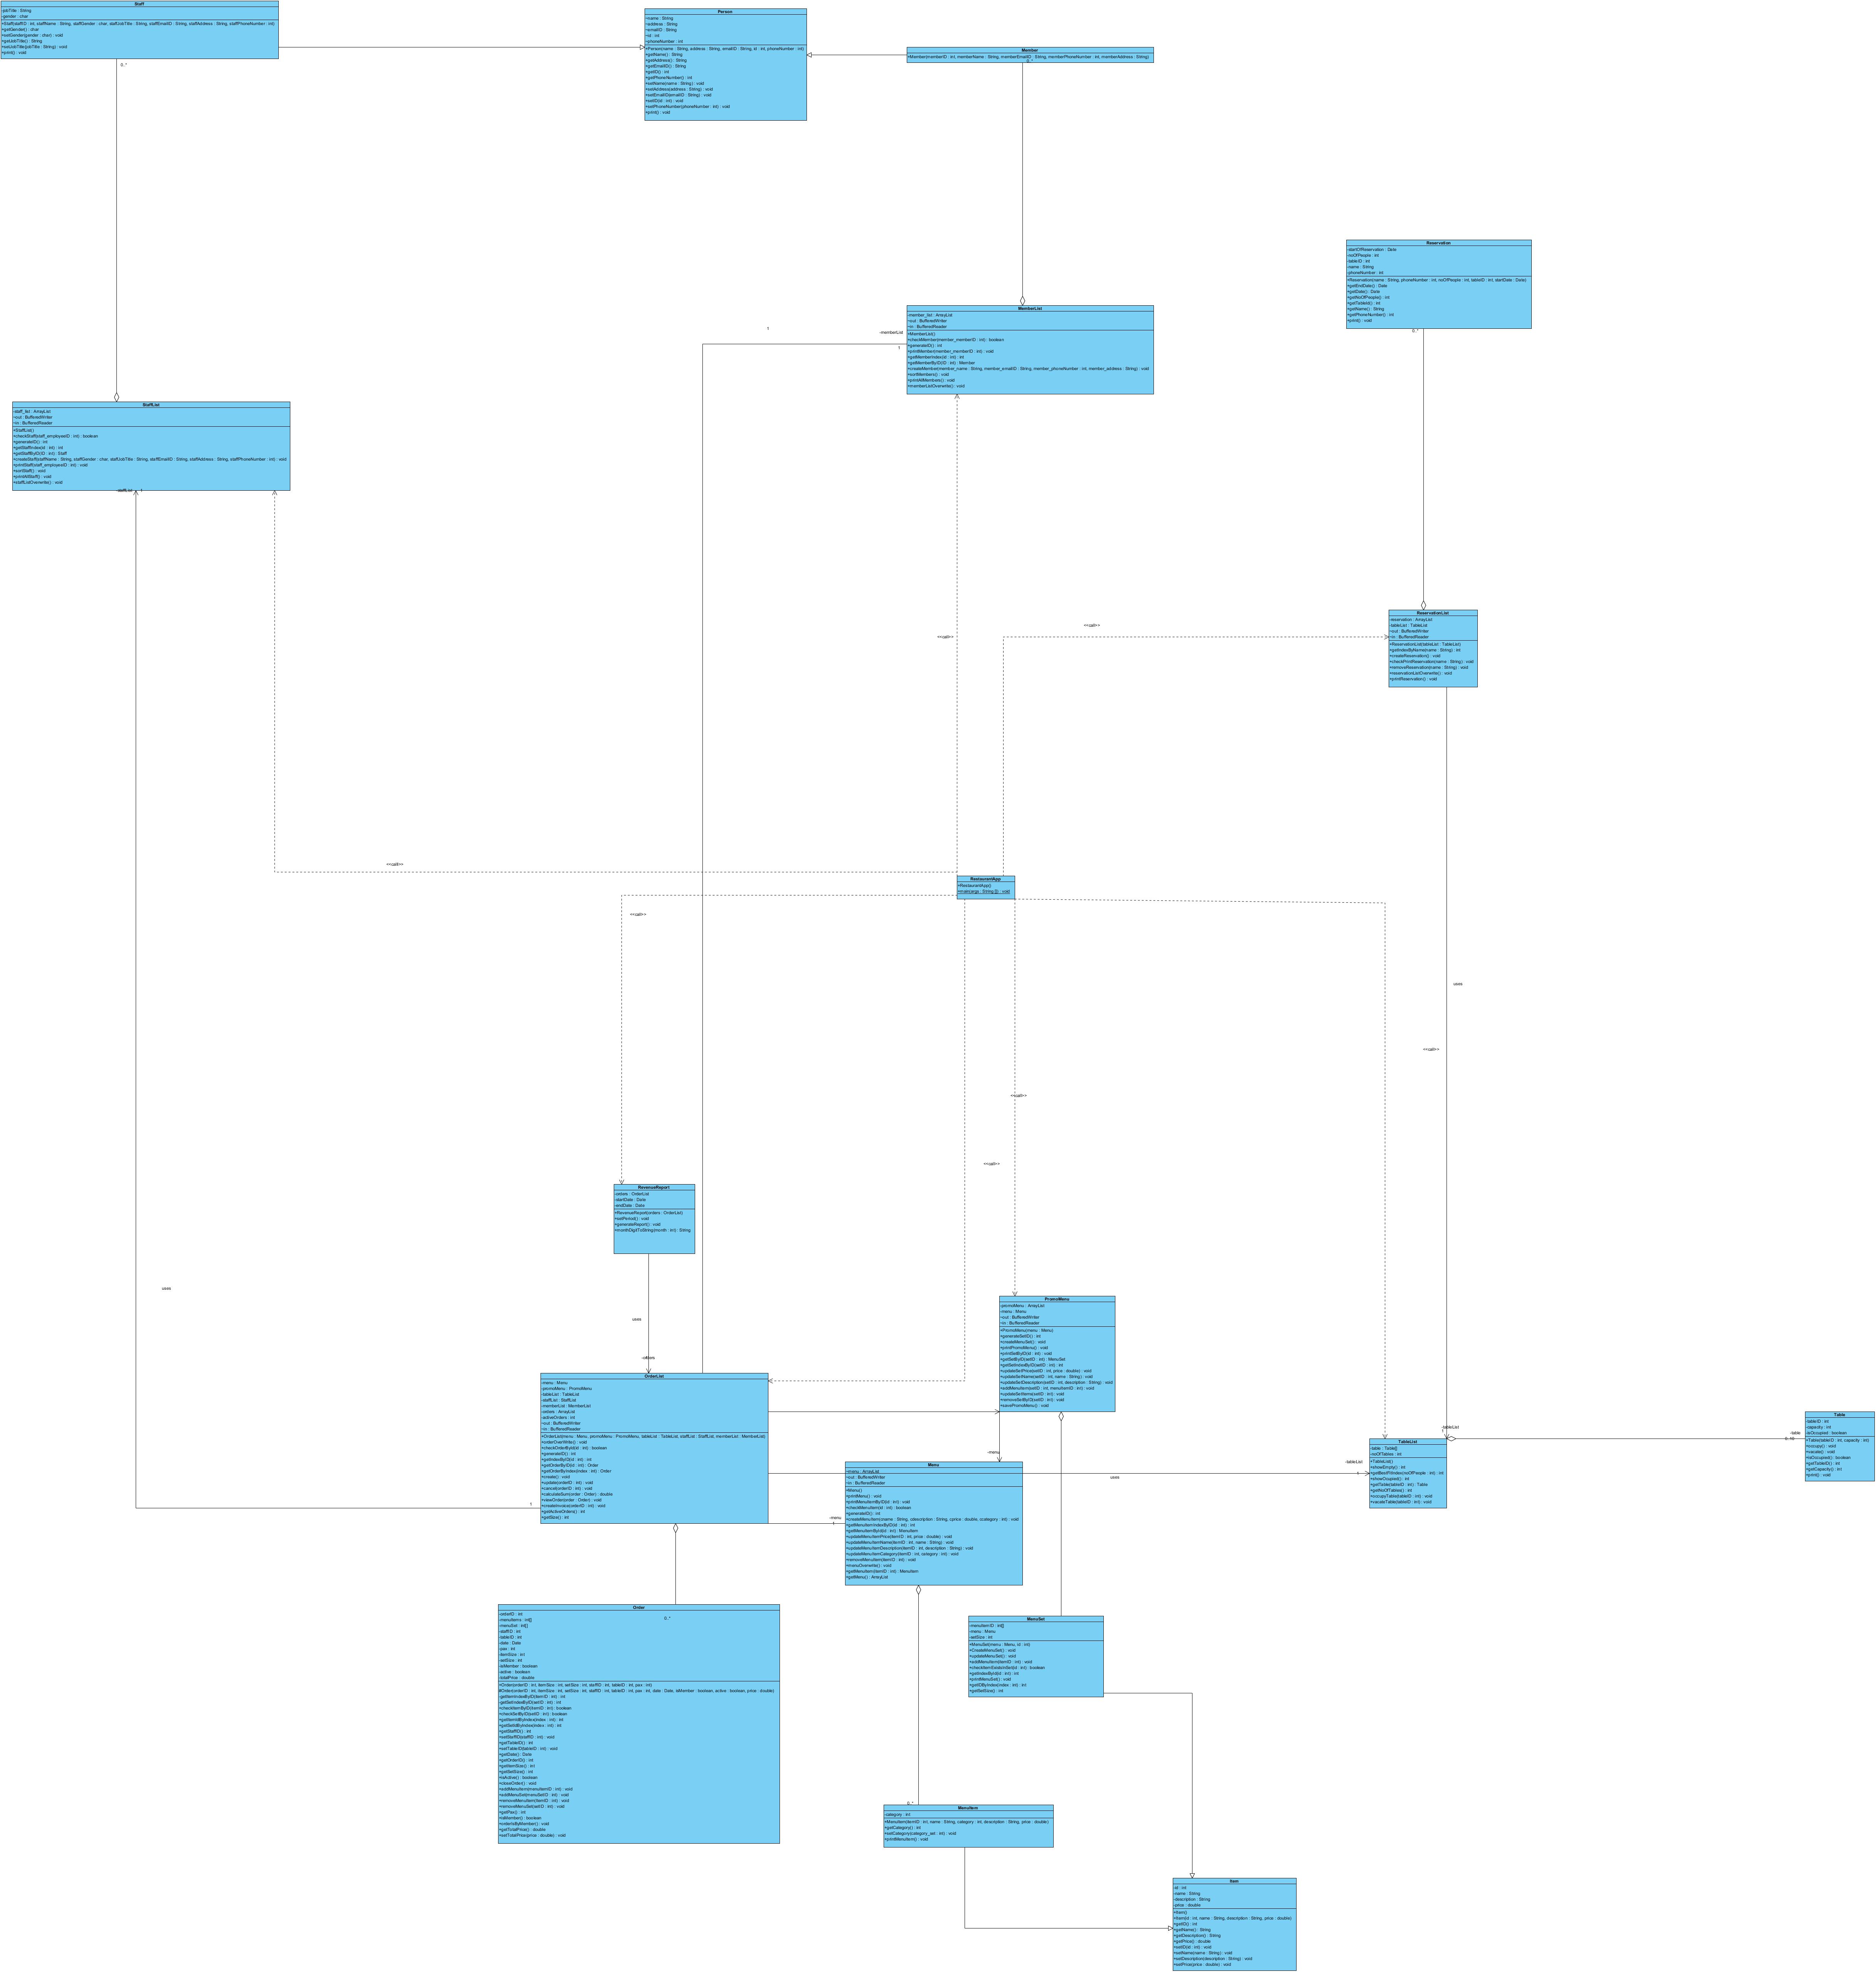 Staff
-jobTitle : String
-gender : char
+Staff(staffID : int, staffName : String, staffGender : char, staffJobTitle : String, staffEmailID : String, staffAddress : String, staffPhoneNumber : int)
+getGender() : char
+setGender(gender : char) : void
+getJobTitle() : String
+setJobTitle(jobTitle : String) : void
+print() : void
0..*
Person
~name : String
~address : String
~emailID : String
~id : int
~phoneNumber : int
+Person(name : String, address : String, emailID : String, id : int, phoneNumber : int)
+getName() : String
+getAddress() : String
+getEmailID() : String
+getID() : int
+getPhoneNumber() : int
+setName(name : String) : void
+setAddress(address : String) : void
+setEmailID(emailID : String) : void
+setID(id : int) : void
+setPhoneNumber(phoneNumber : int) : void
+print() : void
Member
+Member(memberID : int, memberName : String, memberEmailID : String, memberPhoneNumber : int, memberAddress : String)
0..*
Reservation
-startOfReservation : Date
-noOfPeople : int
-tableID : int
-name : String
-phoneNumber : int
+Reservation(name : String, phoneNumber : int, noOfPeople : int, tableID : int, startDate : Date)
+getEndDate() : Date
+getDate() : Date
+getNoOfPeople() : int
+getTableId() : int
+getName() : String
+getPhoneNumber() : int
+print() : void
0..*
MemberList
-member_list : ArrayList
~out : BufferedWriter
~in : BufferedReader
+MemberList()
+checkMember(member_memberID : int) : boolean
+generateID() : int
+printMember(member_memberID : int) : void
+getMemberIndex(id : int) : int
+getMemberByID(ID : int) : Member
+createMember(member_name : String, member_emailID : String, member_phoneNumber : int, member_address : String) : void
+sortMembers() : void
+printAllMembers() : void
+memberListOverwrite() : void
1
-memberList
1
StaffList
-staff_list : ArrayList
~out : BufferedWriter
~in : BufferedReader
+StaffList()
+checkStaff(staff_employeeID : int) : boolean
+generateID() : int
+getStaffIndex(id : int) : int
+getStaffByID(ID : int) : Staff
+createStaff(staffName : String, staffGender : char, staffJobTitle : String, staffEmailID : String, staffAddress : String, staffPhoneNumber : int) : void
+printStaff(staff_employeeID : int) : void
+sortStaff() : void
+printAllStaff() : void
+staffListOverwrite() : void
-staffList 1
ReservationList
-reservation : ArrayList
-tableList : TableList
~out : BufferedWriter
~in : BufferedReader
+ReservationList(tableList : TableList)
+getIndexByName(name : String) : int
+createReservation() : void
+checkPrintReservation(name : String) : void
+removeReservation(name : String) : void
+reservationListOverwrite() : void
+printReservation() : void
<<call>>
<<call>>
<<call>>
RestaurantApp
+RestaurantApp()
+main(args : String []) : void
<<call>>
uses
<<call>>
<<call>>
<<call>>
RevenueReport
-orders : OrderList
-startDate : Date
-endDate : Date
+RevenueReport(orders : OrderList)
+setPeriod() : void
+generateReport() : void
+monthDigitToString(month : int) : String
uses
uses
PromoMenu
-promoMenu : ArrayList
-menu : Menu
~out : BufferedWriter
~in : BufferedReader
+PromoMenu(menu : Menu)
+generateSetID() : int
+createMenuSet() : void
+printPromoMenu() : void
+printSetByID(id : int) : void
+getSetByID(setID : int) : MenuSet
+getSetIndexByID(setID : int) : int
+updateSetPrice(setID : int, price : double) : void
+updateSetName(setID : int, name : String) : void
+updateSetDescription(setID : int, description : String) : void
+addMenuItem(setID : int, menuItemID : int) : void
+updateSetItems(setID : int) : void
+removeSetByID(setID : int) : void
+savePromoMenu() : void
OrderList
-menu : Menu
-promoMenu : PromoMenu
-tableList : TableList
-staffList : StaffList
-memberList : MemberList
-orders : ArrayList
-activeOrders : int
~out : BufferedWriter
~in : BufferedReader
+OrderList(menu : Menu, promoMenu : PromoMenu, tableList : TableList, staffList : StaffList, memberList : MemberList)
+orderOverWrite() : void
+checkOrderById(id : int) : boolean
+generateID() : int
+getIndexByID(id : int) : int
+getOrderByID(id : int) : Order
+getOrderByIndex(index : int) : Order
+create() : void
+update(orderID : int) : void
+cancel(orderID : int) : void
+calculateSum(order : Order) : double
+viewOrder(order : Order) : void
+createInvoice(orderID : int) : void
+getActiveOrders() : int
+getSize() : int
1
-menu
uses
-menu
1
Menu
-menu : ArrayList
~out : BufferedWriter
~in : BufferedReader
+Menu()
+printMenu() : void
+printMenuItemByID(id : int) : void
+checkMenuItem(id : int) : boolean
+generateID() : int
+createMenuItem(cname : String, cdescription : String, cprice : double, ccategory : int) : void
+getMenuItemIndexByID(id : int) : int
+getMenuItemById(id : int) : MenuItem
+updateMenuItemPrice(itemID : int, price : double) : void
+updateMenuItemName(itemID : int, name : String) : void
+updateMenuItemDescription(itemID : int, description : String) : void
+updateMenuItemCategory(itemID : int, category : int) : void
+removeMenuItem(itemID : int) : void
+menuOverwrite() : void
+getMenuItem(itemID : int) : MenuItem
+getMenu() : ArrayList
-tableList
-tableList
1
TableList
-table : Table[]
-noOfTables : int
+TableList()
+showEmpty() : int
+getBestFitIndex(noOfPeople : int) : int
+showOcupied() : int
+getTable(tableID : int) : Table
+getNoOfTables() : int
+occupyTable(tableID : int) : void
+vacateTable(tableID : int) : void
-table
Table
-tableID : int
-capacity : int
-isOccupied : boolean
+Table(tableID : int, capacity : int)
+occupy() : void
+vacate() : void
+isOccupied() : boolean
+getTableID() : int
+getCapacity() : int
+print() : void
Order
-orderID : int
-menuItems : int[]
-menuSet : int[]
-staffID : int
-tableID : int
-date : Date
-pax : int
-itemSize : int
-setSize : int
-isMember : boolean
-active : boolean
-totalPrice : double
+Order(orderID : int, itemSize : int, setSize : int, staffID : int, tableID : int, pax : int)
+Order(orderID : int, itemSize : int, setSize : int, staffID : int, tableID : int, pax : int, date : Date, isMember : boolean, active : boolean, price : double)
-getItemIndexByID(itemID : int) : int
-getSetIndexByID(setID : int) : int
+checkItemByID(itemID : int) : boolean
+checkSetByID(setID : int) : boolean
+getItemIdByIndex(index : int) : int
+getSetIdByIndex(index : int) : int
+getStaffID() : int
+setStaffID(staffID : int) : void
+getTableID() : int
+setTableID(tableID : int) : void
+getDate() : Date
+getOrderID() : int
+getItemSize() : int
+getSetSize() : int
+isActive() : boolean
+closeOrder() : void
+addMenuItem(menuItemID : int) : void
+addMenuSet(menuSetID : int) : void
+removeMenuItem(itemID : int) : void
+removeMenuSet(setID : int) : void
+getPax() : int
+isMember() : boolean
+orderIsByMember() : void
+getTotalPrice() : double
+setTotalPrice(price : double) : void
0..*
MenuSet
-menuItemID : int[]
-menu : Menu
-setSize : int
+MenuSet(menu : Menu, id : int)
+CreateMenuSet() : void
+updateMenuSet() : void
+addMenuItem(itemID : int) : void
+checkItemExistsInSet(id : int) : boolean
+getIndexById(id : int) : int
+printMenuSet() : void
+getIDByIndex(index : int) : int
+getSetSize() : int
0..*
MenuItem
-category : int
+MenuItem(itemID : int, name : String, category : int, description : String, price : double)
+getCategory() : int
+setCategory(category_set : int) : void
+printMenuItem() : void
Item
-id : int
-name : String
-description : String
-price : double
+Item()
+Item(id : int, name : String, description : String, price : double)
+getID() : int
+getName() : String
+getDescription() : String
+getPrice() : double
+setID(id : int) : void
+setName(name : String) : void
+setDescription(description : String) : void
+setPrice(price : double) : void